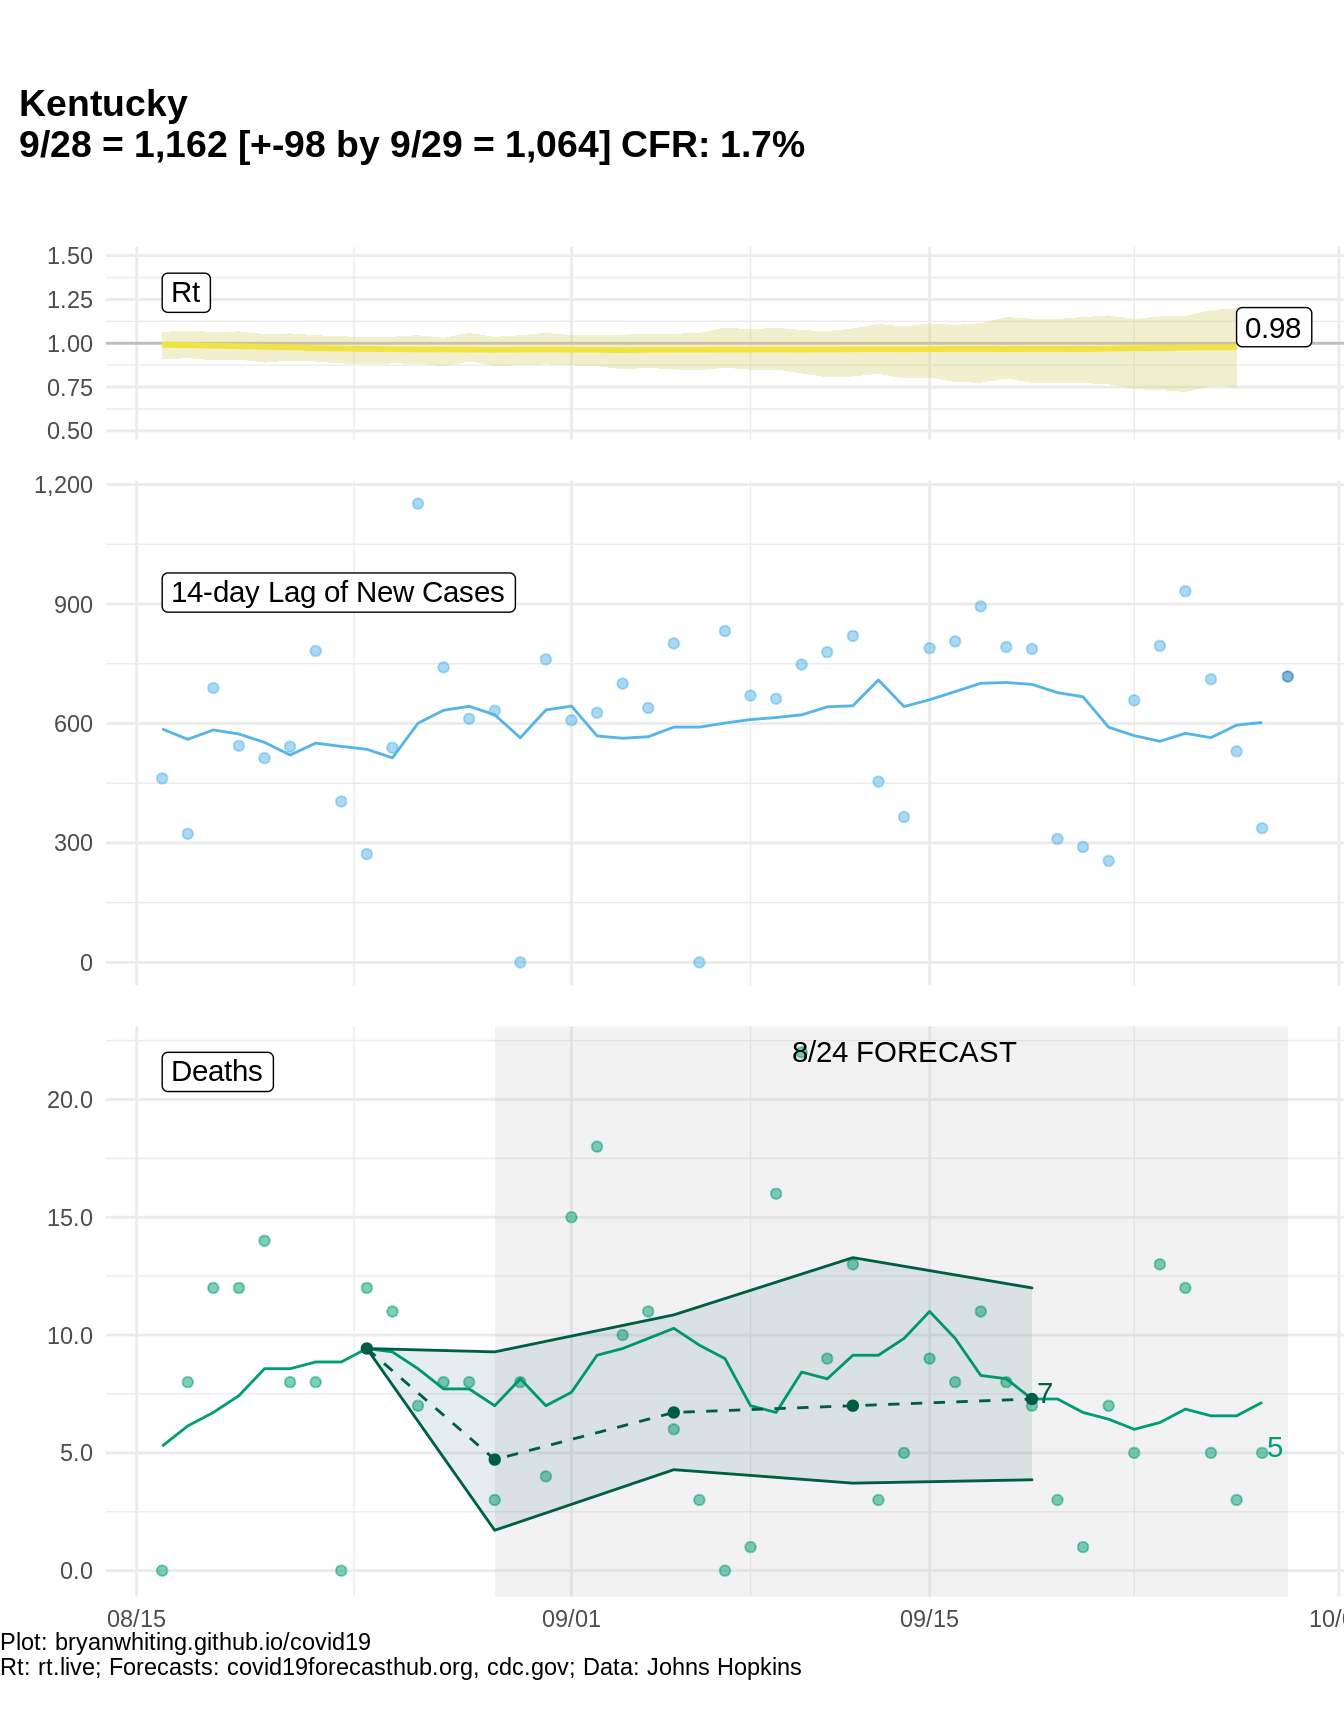 Kentucky
9/28 = 1,162 [+-98 by 9/29 = 1,064] CFR: 1.7%
1.50
1.25
1.00
0.75
0.50
Rt
0.98
1,200
900
600
300
0
14-day Lag of New Cases
20.0
15.0
10.0
5.0
0.0
Deaths
8/24 FORECAST
7
5
08/15
09/01
09/15
Plot: bryanwhiting.github.io/covid19
Rt: rt.live; Forecasts: covid19forecasthub.org, cdc.gov; Data: Johns Hopkins